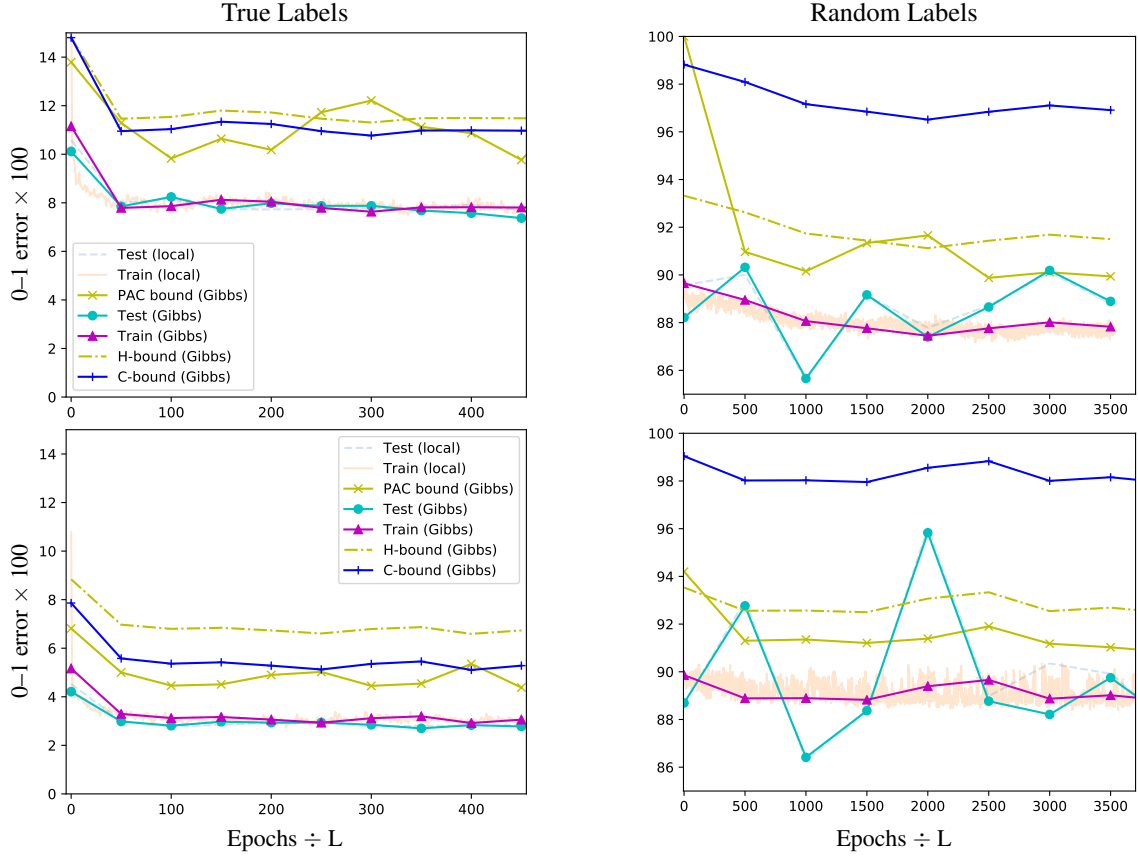 True Labels
Random Labels
0–1 error × 100
14
12
10
8
6
4
2
0
Test (local)
Train (local)
PAC bound (Gibbs)
Test (Gibbs)
Train (Gibbs)
H-bound (Gibbs)
C-bound (Gibbs)
0 100 200 300 400
100
98
96
94
92
90
88
86
0 500 1000 1500 2000 2500 3000 3500
0–1 error × 100
14
12
10
8
6
4
2
0
Test (local)
Train (local)
PAC bound (Gibbs)
Test (Gibbs)
Train (Gibbs)
H-bound (Gibbs)
C-bound (Gibbs)
0 100 200 300 400
Epochs ÷ L
100
98
96
94
92
90
88
86
0 500 1000 1500 2000 2500 3000 3500
Epochs ÷ L